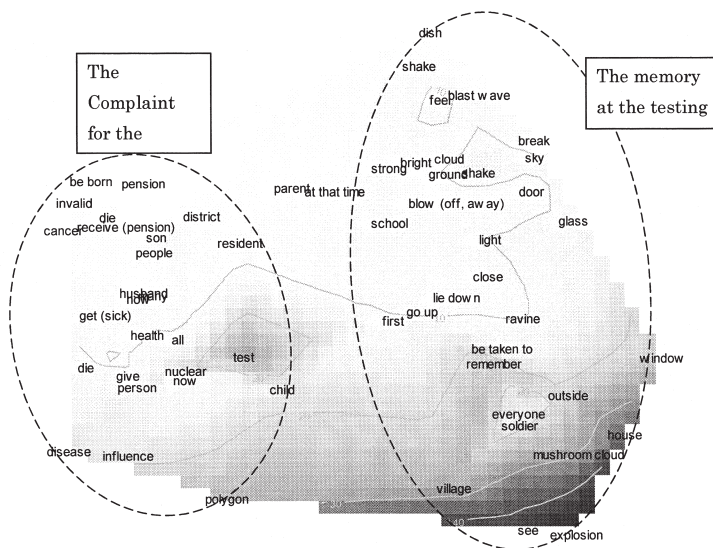 The
Complaint
for the
The memory
at the testing
dish
shake
feel
blast wave
break
sky
bright
cloud
strong
ground
shake
door
parent
at that time
blow (off, away)
school
glass
light
close
lie down
go up
first
ravine
be born
pension
invalid
die
receive (pension)
district
cancer
son
people
resident
husband
many
now
get (sick)
health
all
test
die
give
nuclear
person
now
child
be taken to
remember
window
outside
everyone
soldier
house
disease
influence
mushroom cloud
polygon
village
see
explosion
40